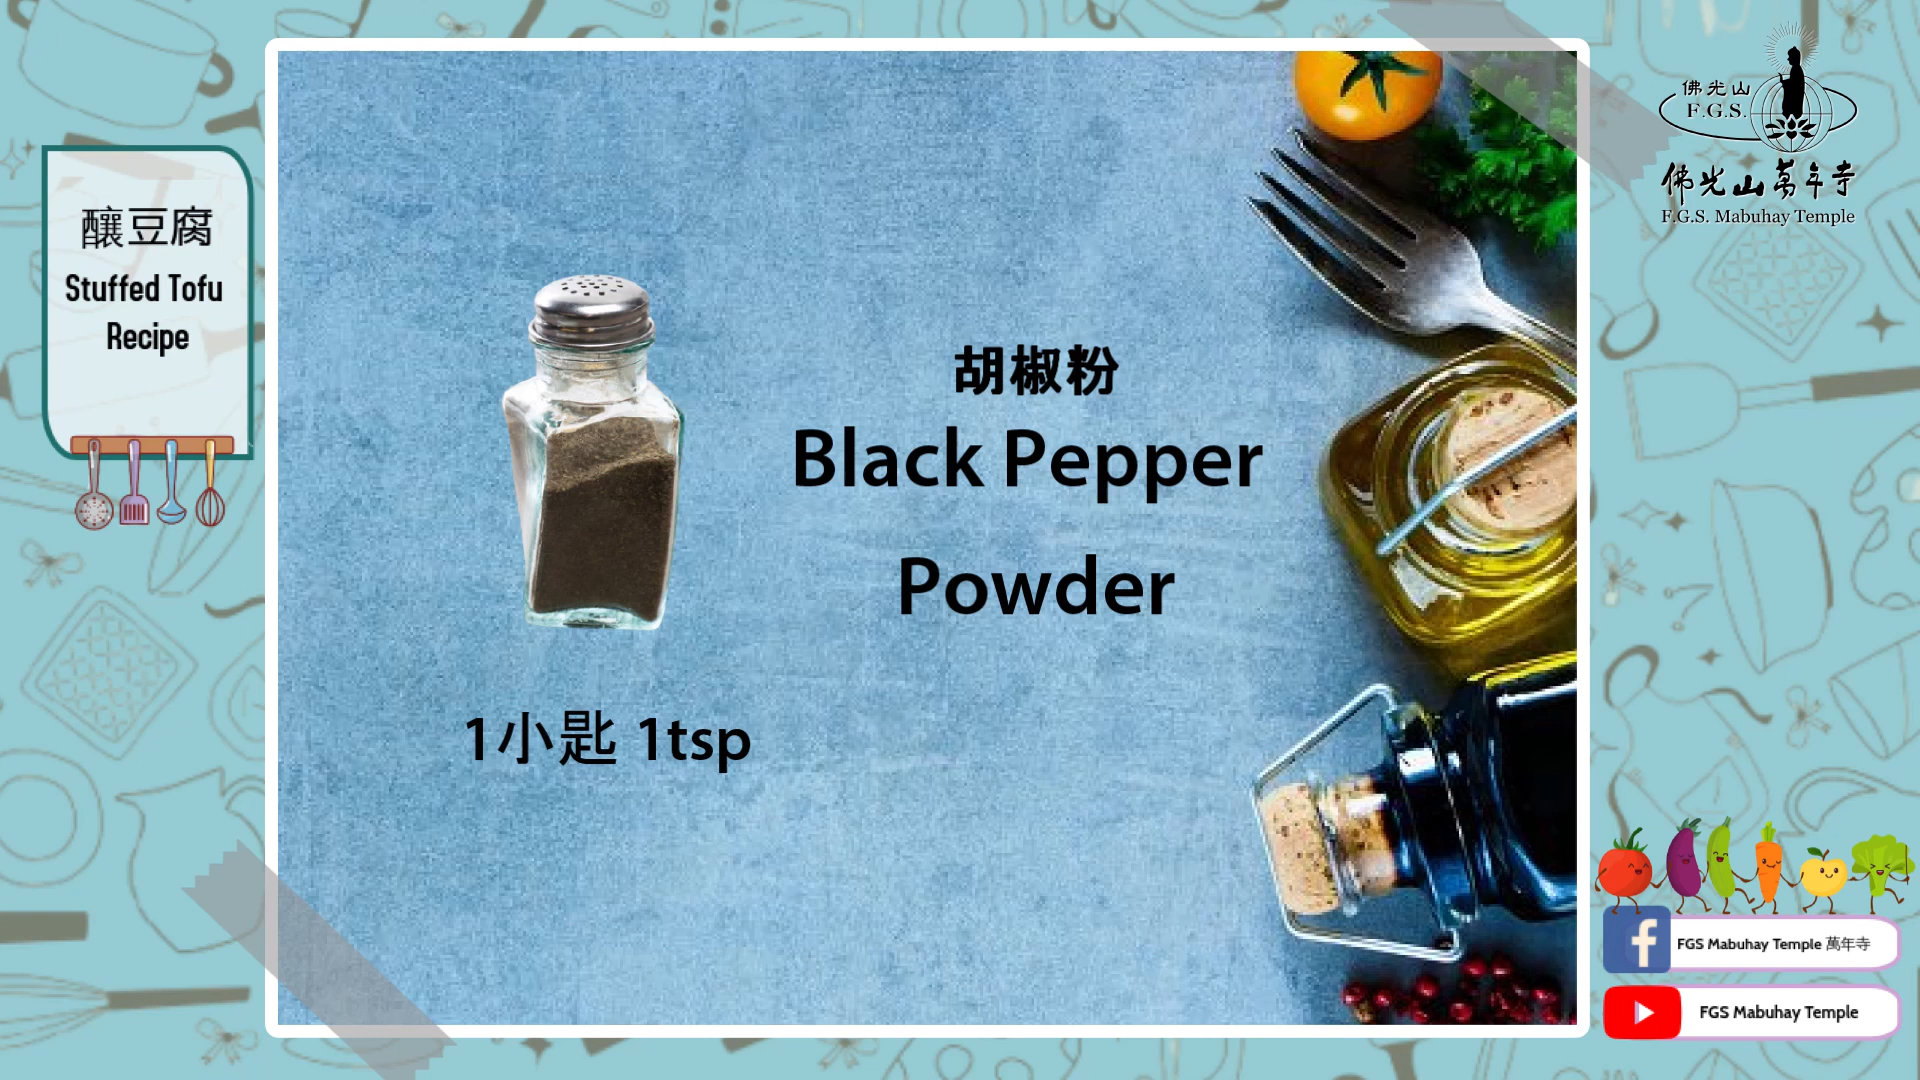 釀豆腐
Stuffed Tofu
Recipe
胡椒粉
Black Pepper
Powder
1小匙 1tsp
佛光山
F.G.S.
佛光山萬年寺
F.G.S. Mabuhay Temple
FGS Mabuhay Temple 萬年寺
FGS Mabuhay Temple